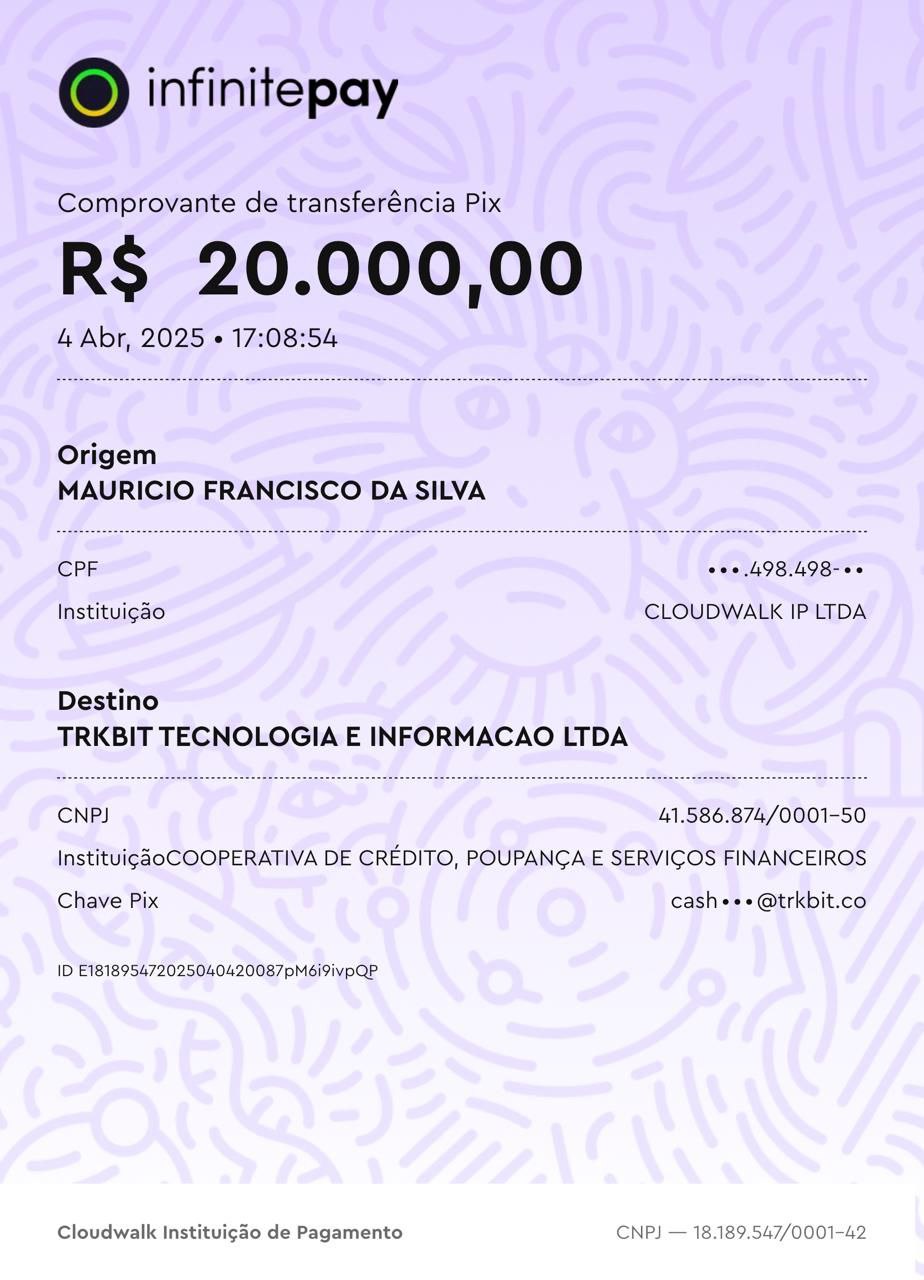 infinitepay
Comprovante de transferência Pix
R$ 20.000,00
4 Abr, 2025 • 17:08:54
Origem
MAURICIO FRANCISCO DA SILVA
CPF •••.498.498-••
Instituição CLOUDWALK IP LTDA
Destino
TRKBIT TECNOLOGIA E INFORMACAO LTDA
CNPJ 41.586.874/0001-50
InstituiçãoCOOPERATIVA DE CRÉDITO, POUPANÇA E SERVIÇOS FINANCEIROS
Chave Pix cash•••@trkbit.co
ID E181895472025040420087pM6i9ivpQP
Cloudwalk Instituição de Pagamento CNPJ — 18.189.547/0001-42